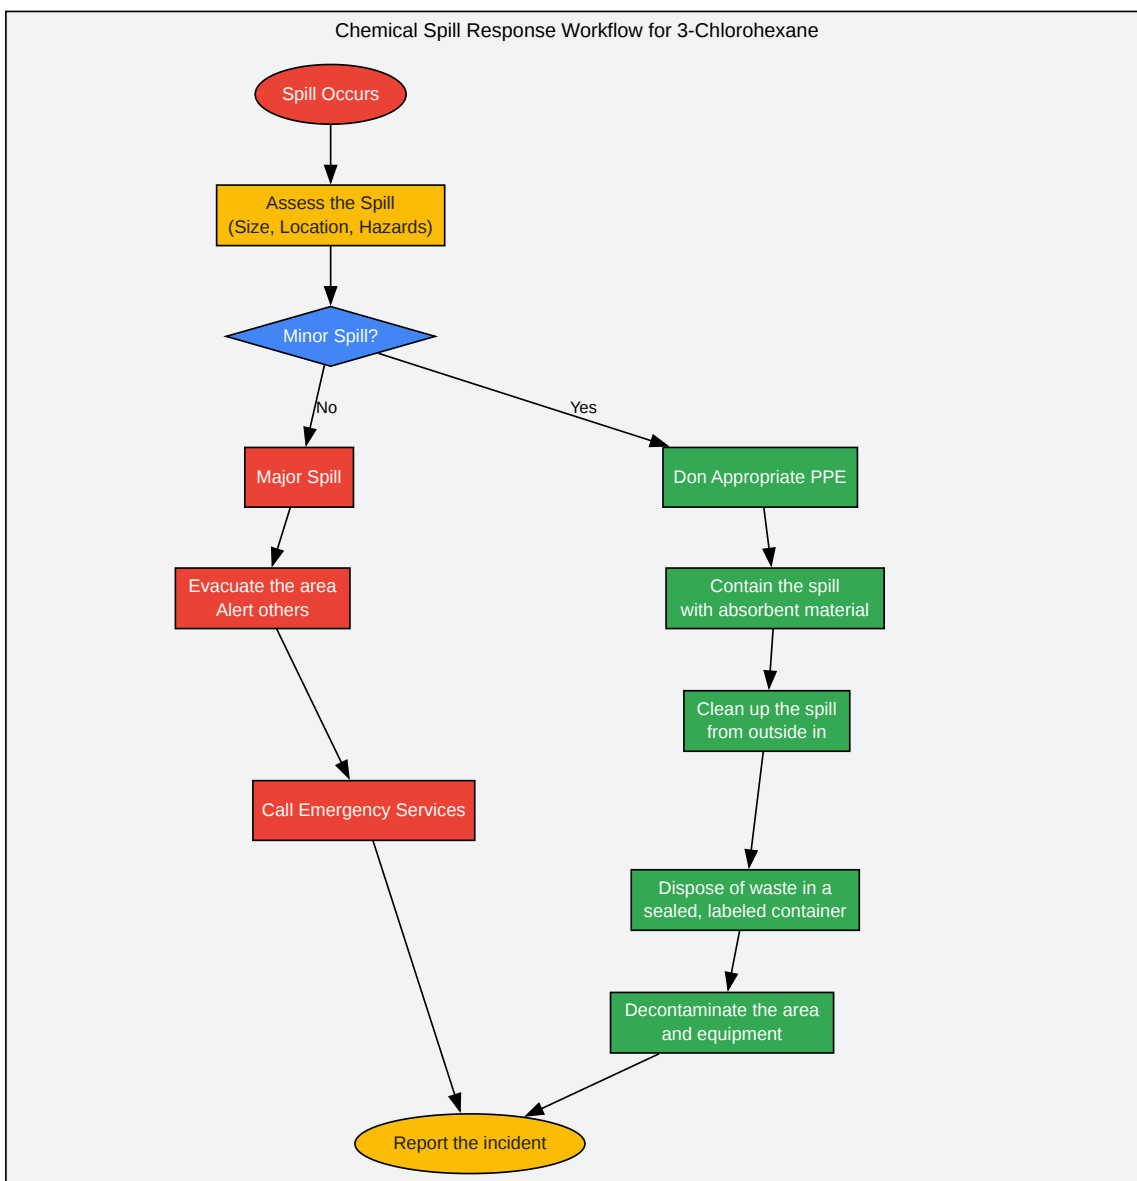 Chemical Spill Response Workflow for 3-Chlorohexane
Spill Occurs
Assess the Spill
(Size, Location, Hazards)
Minor Spill?
No
Yes
Major Spill
Don Appropriate PPE
Evacuate the area
Alert others
Contain the spill
with absorbent material
Clean up the spill
from outside in
Call Emergency Services
Dispose of waste in a
sealed, labeled container
Decontaminate the area
and equipment
Report the incident